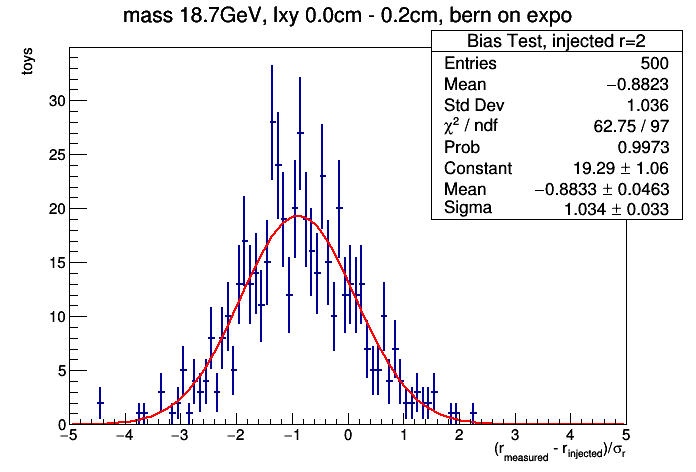 mass 18.7GeV, lxy 0.0cm - 0.2cm, bern on expo
Bias Test, injected r=2
Entries 500
Mean −0.8823
Std Dev 1.036
χ² / ndf 62.75 / 97
Prob 0.9973
Constant 19.29 ± 1.06
Mean −0.8833 ± 0.0463
Sigma 1.034 ± 0.033
toys
30
25
20
15
10
5
0
−5 −4 −3 −2 −1 0 1 2 3 4 5
(r_measured - r_injected)/σ_r